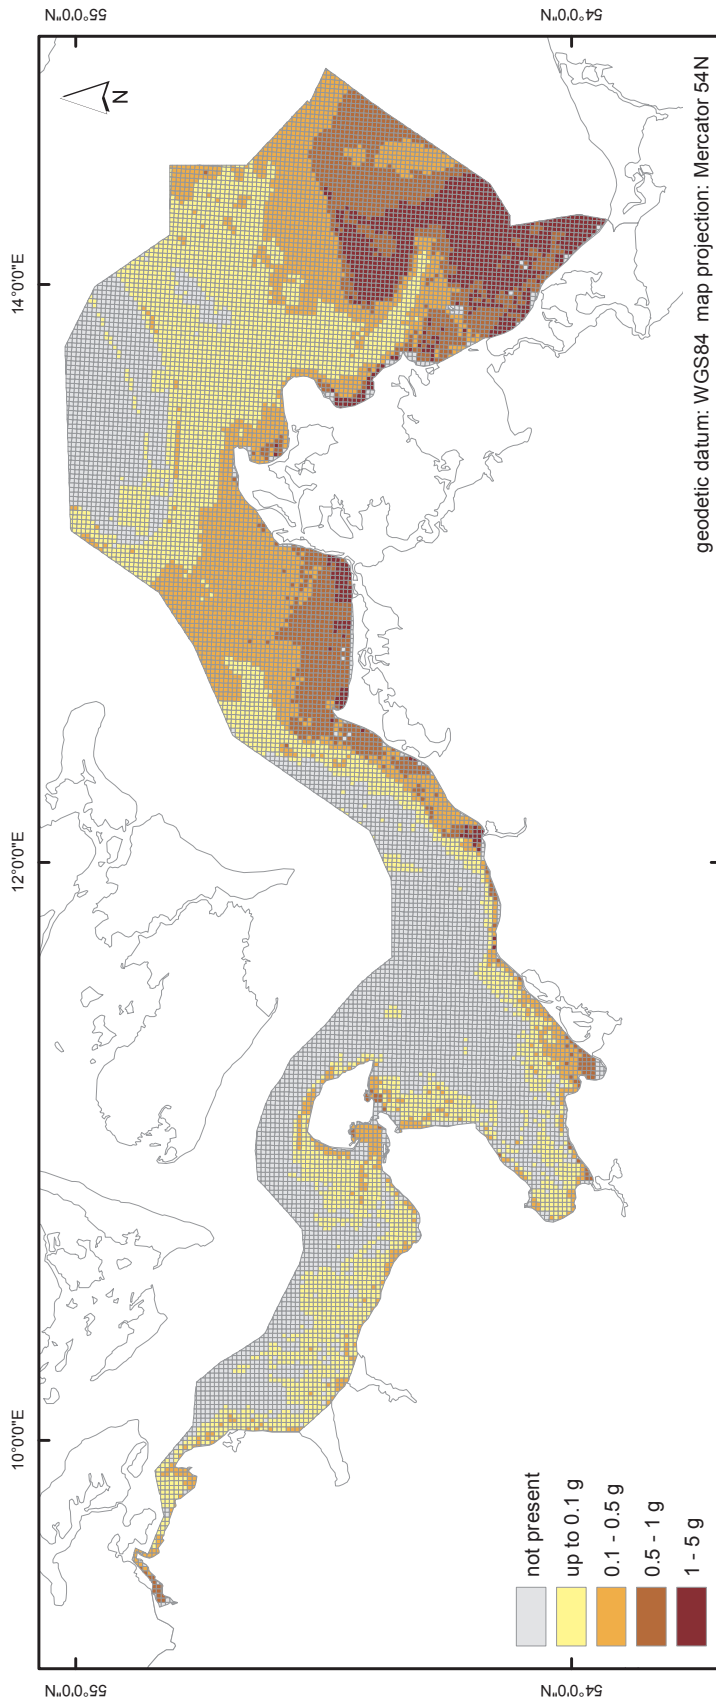 55°0'0"N
54°0'0"N
N
14°0'0"E
12°0'0"E
10°0'0"E
not present
up to 0.1 g
0.1 - 0.5 g
0.5 - 1 g
1 - 5 g
geodetic datum: WGS84 map projection: Mercator 54N
55°0'0"N
54°0'0"N